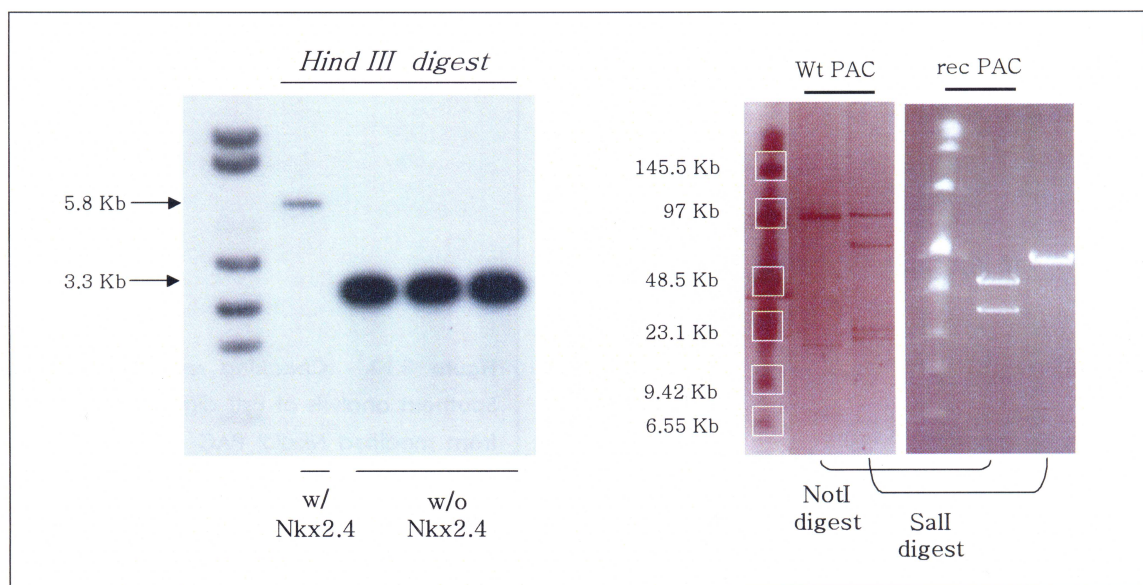 Hind III digest
5.8 Kb
3.3 Kb
w/
Nkx2.4
w/o
Nkx2.4
Wt PAC
rec PAC
145.5 Kb
97 Kb
48.5 Kb
23.1 Kb
9.42 Kb
6.55 Kb
NotI
digest
SalI
digest